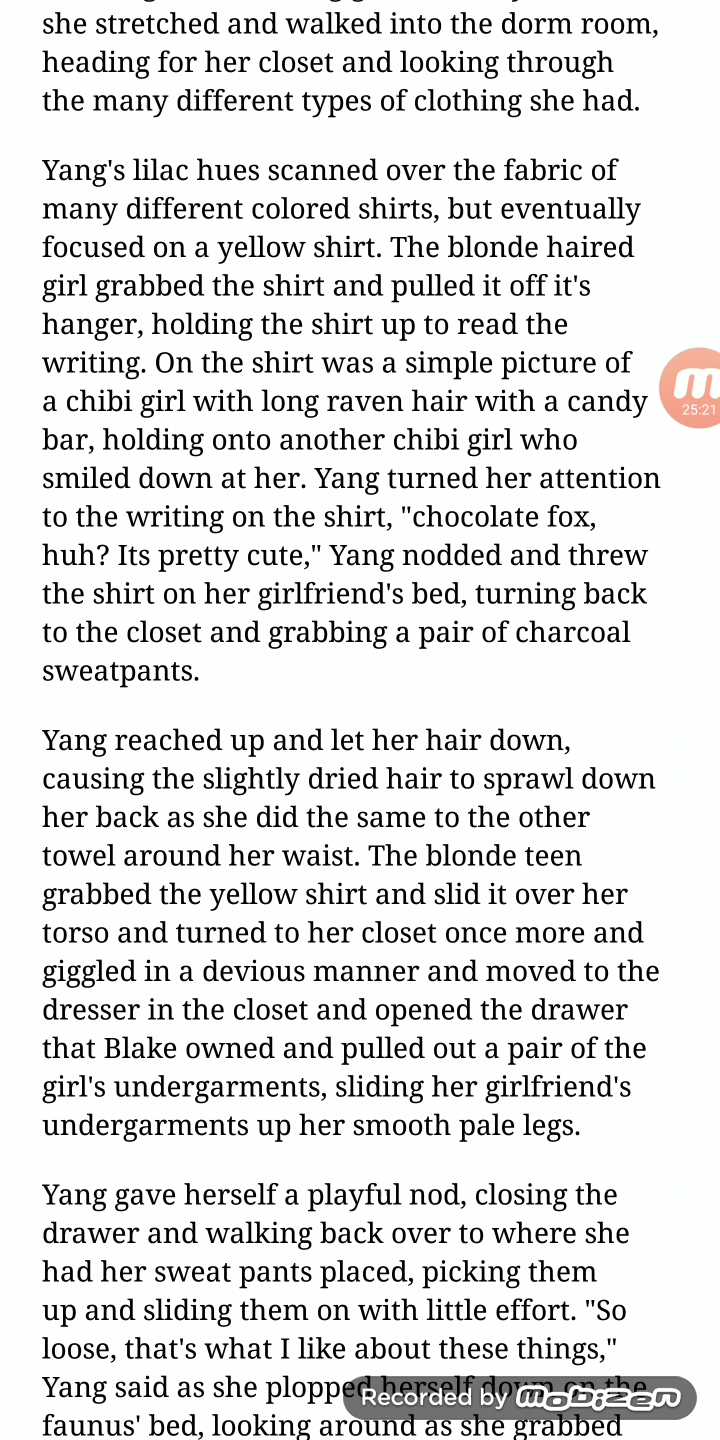 she stretched and walked into the dorm room,
heading for her closet and looking through
the many different types of clothing she had.
Yang's lilac hues scanned over the fabric of
many different colored shirts, but eventually
focused on a yellow shirt. The blonde haired
girl grabbed the shirt and pulled it off it's
hanger, holding the shirt up to read the
writing. On the shirt was a simple picture of
a chibi girl with long raven hair with a candy
bar, holding onto another chibi girl who
smiled down at her. Yang turned her attention
to the writing on the shirt, "chocolate fox,
huh? Its pretty cute," Yang nodded and threw
the shirt on her girlfriend's bed, turning back
to the closet and grabbing a pair of charcoal
sweatpants.
Yang reached up and let her hair down,
causing the slightly dried hair to sprawl down
her back as she did the same to the other
towel around her waist. The blonde teen
grabbed the yellow shirt and slid it over her
torso and turned to her closet once more and
giggled in a devious manner and moved to the
dresser in the closet and opened the drawer
that Blake owned and pulled out a pair of the
girl's undergarments, sliding her girlfriend's
undergarments up her smooth pale legs.
Yang gave herself a playful nod, closing the
drawer and walking back over to where she
had her sweat pants placed, picking them
up and sliding them on with little effort. "So
loose, that's what I like about these things,"
Yang said as she plopped herself down on the
faunus' bed, looking around as she grabbed
m
25:21
Recorded by mobizen